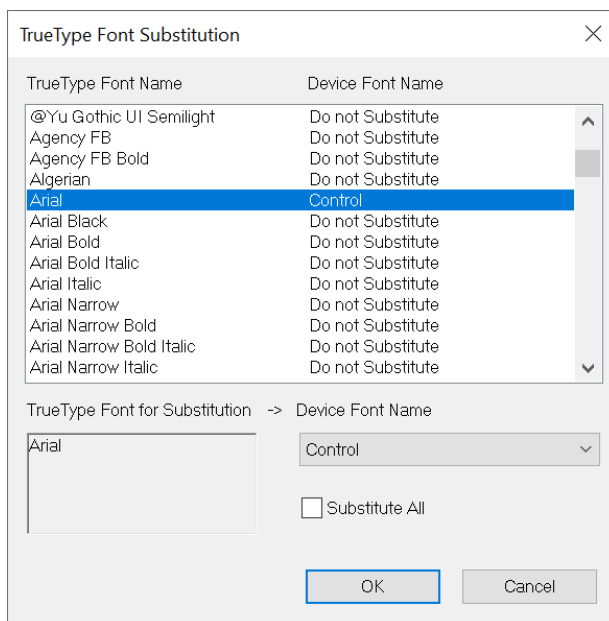 TrueType Font Substitution
TrueType Font Name Device Font Name
@Yu Gothic UI Semilight Do not Substitute
Agency FB Do not Substitute
Agency FB Bold Do not Substitute
Algerian Do not Substitute
Arial Control
Arial Black Do not Substitute
Arial Bold Do not Substitute
Arial Bold Italic Do not Substitute
Arial Italic Do not Substitute
Arial Narrow Do not Substitute
Arial Narrow Bold Do not Substitute
Arial Narrow Bold Italic Do not Substitute
Arial Narrow Italic Do not Substitute
TrueType Font for Substitution -> Device Font Name
Arial
Control
Substitute All
OK Cancel